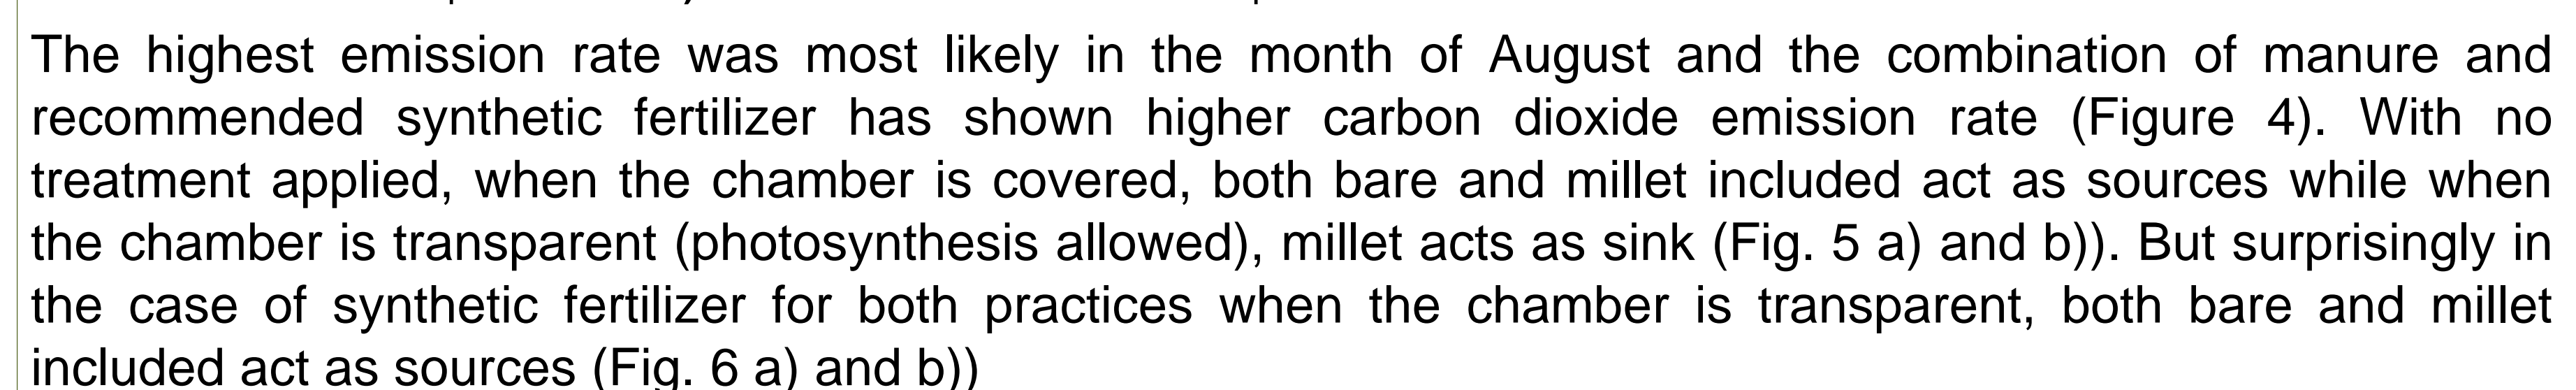 The highest emission rate was most likely in the month of August and the combination of manure and
recommended synthetic fertilizer has shown higher carbon dioxide emission rate (Figure 4). With no
treatment applied, when the chamber is covered, both bare and millet included act as sources while when
the chamber is transparent (photosynthesis allowed), millet acts as sink (Fig. 5 a) and b)). But surprisingly in
the case of synthetic fertilizer for both practices when the chamber is transparent, both bare and millet
included act as sources (Fig. 6 a) and b))